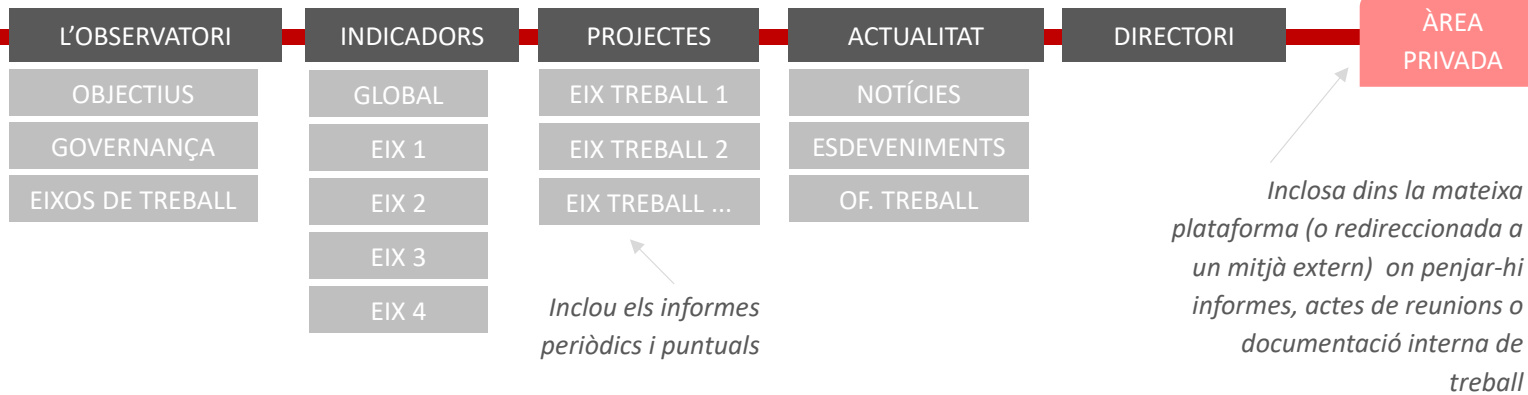 L’OBSERVATORI
INDICADORS
PROJECTES
ACTUALITAT
DIRECTORI
ÀREA
PRIVADA
OBJECTIUS
GOVERNANÇA
EIXOS DE TREBALL
GLOBAL
EIX 1
EIX 2
EIX 3
EIX 4
EIX TREBALL 1
EIX TREBALL 2
EIX TREBALL ...
Inclou els informes
periòdics i puntuals
NOTÍCIES
ESDEVENIMENTS
OF. TREBALL
Inclosa dins la mateixa
plataforma (o redireccionada a
un mitjà extern) on penjar-hi
informes, actes de reunions o
documentació interna de
treball